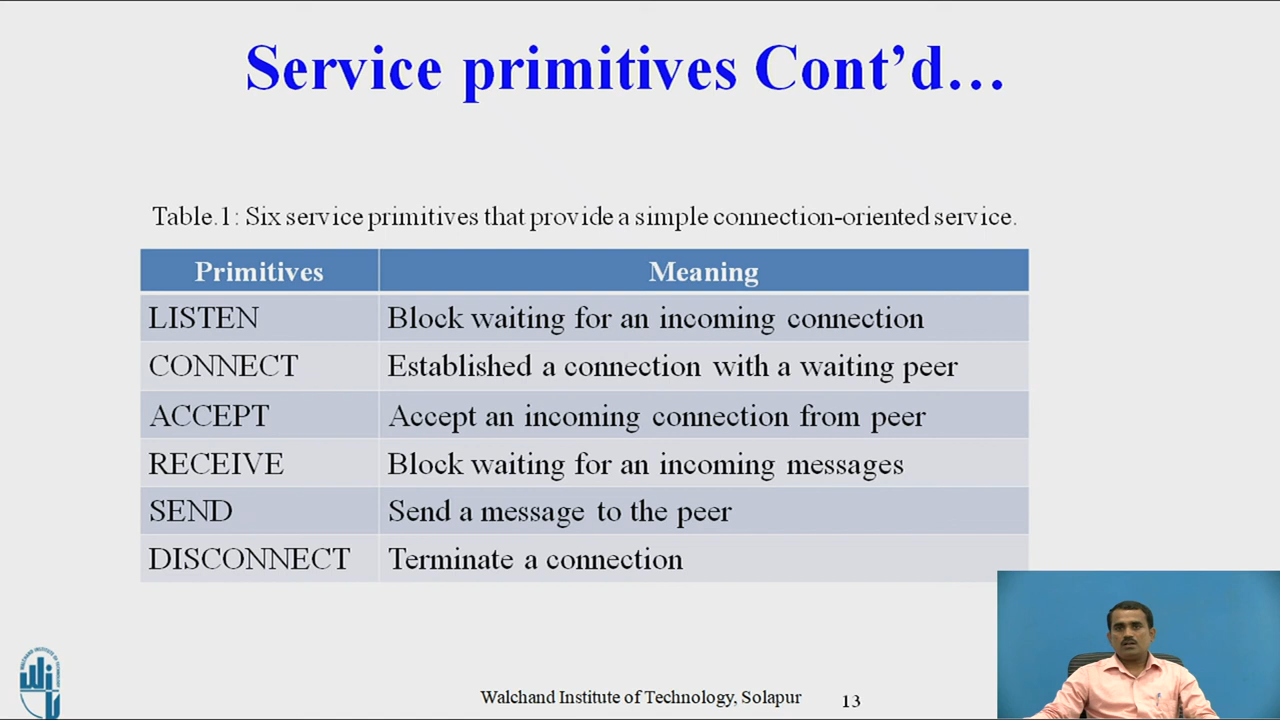 Service primitives Cont’d…
Table.1: Six service primitives that provide a simple connection-oriented service.
Primitives Meaning
LISTEN Block waiting for an incoming connection
CONNECT Established a connection with a waiting peer
ACCEPT Accept an incoming connection from peer
RECEIVE Block waiting for an incoming messages
SEND Send a message to the peer
DISCONNECT Terminate a connection
Walchand Institute of Technology, Solapur 13